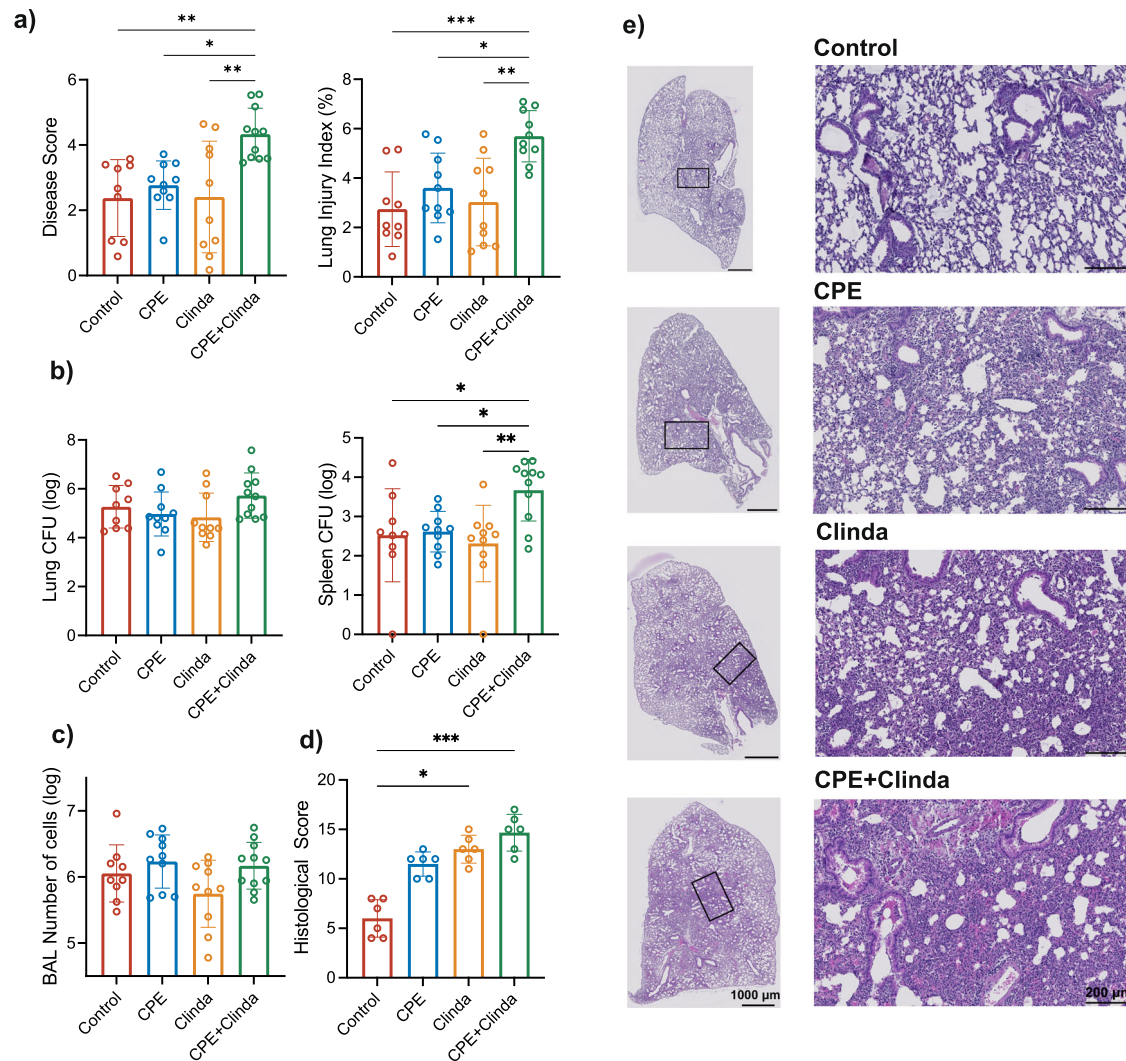 a)
**
*
**
Disease Score
6
4
2
0
Control
CPE
Clinda
CPE+Clinda
***
*
**
Lung Injury Index (%)
8
6
4
2
0
Control
CPE
Clinda
CPE+Clinda
b)
Lung CFU (log)
8
6
4
2
0
Control
CPE
Clinda
CPE+Clinda
*
*
**
Spleen CFU (log)
5
4
3
2
1
0
Control
CPE
Clinda
CPE+Clinda
c)
BAL Number of cells (log)
7
6
5
Control
CPE
Clinda
CPE+Clinda
d)
***
*
Histological Score
20
15
10
5
0
Control
CPE
Clinda
CPE+Clinda
e)
Control
CPE
Clinda
CPE+Clinda
1000 µm
200 µm